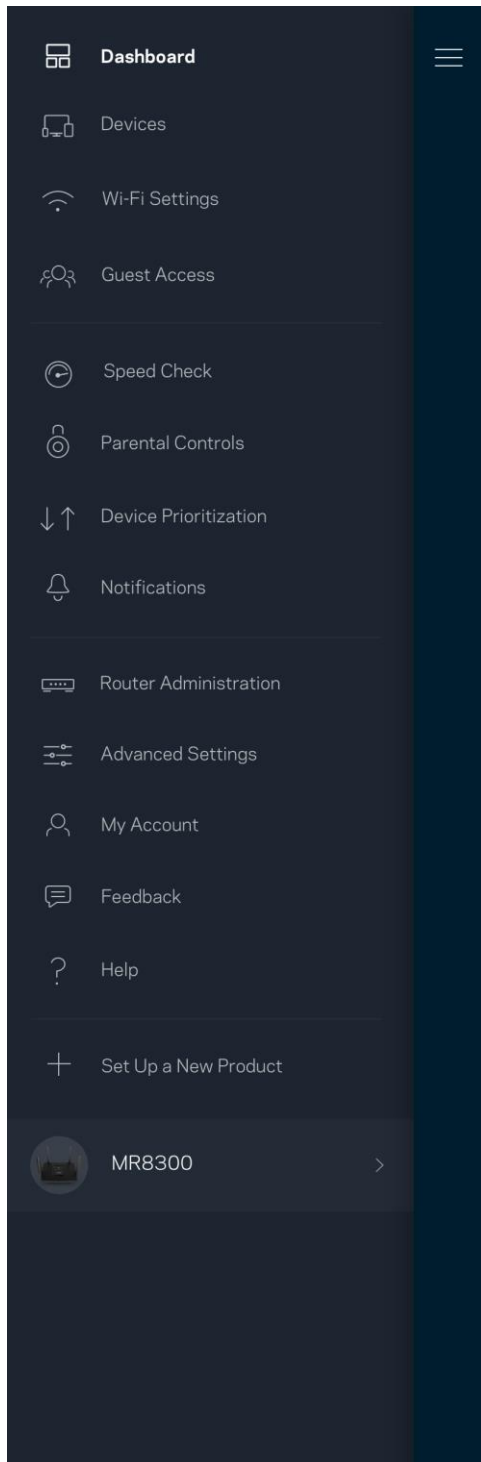 Dashboard
Devices
Wi-Fi Settings
Guest Access
Speed Check
Parental Controls
Device Prioritization
Notifications
Router Administration
Advanced Settings
My Account
Feedback
Help
Set Up a New Product
MR8300